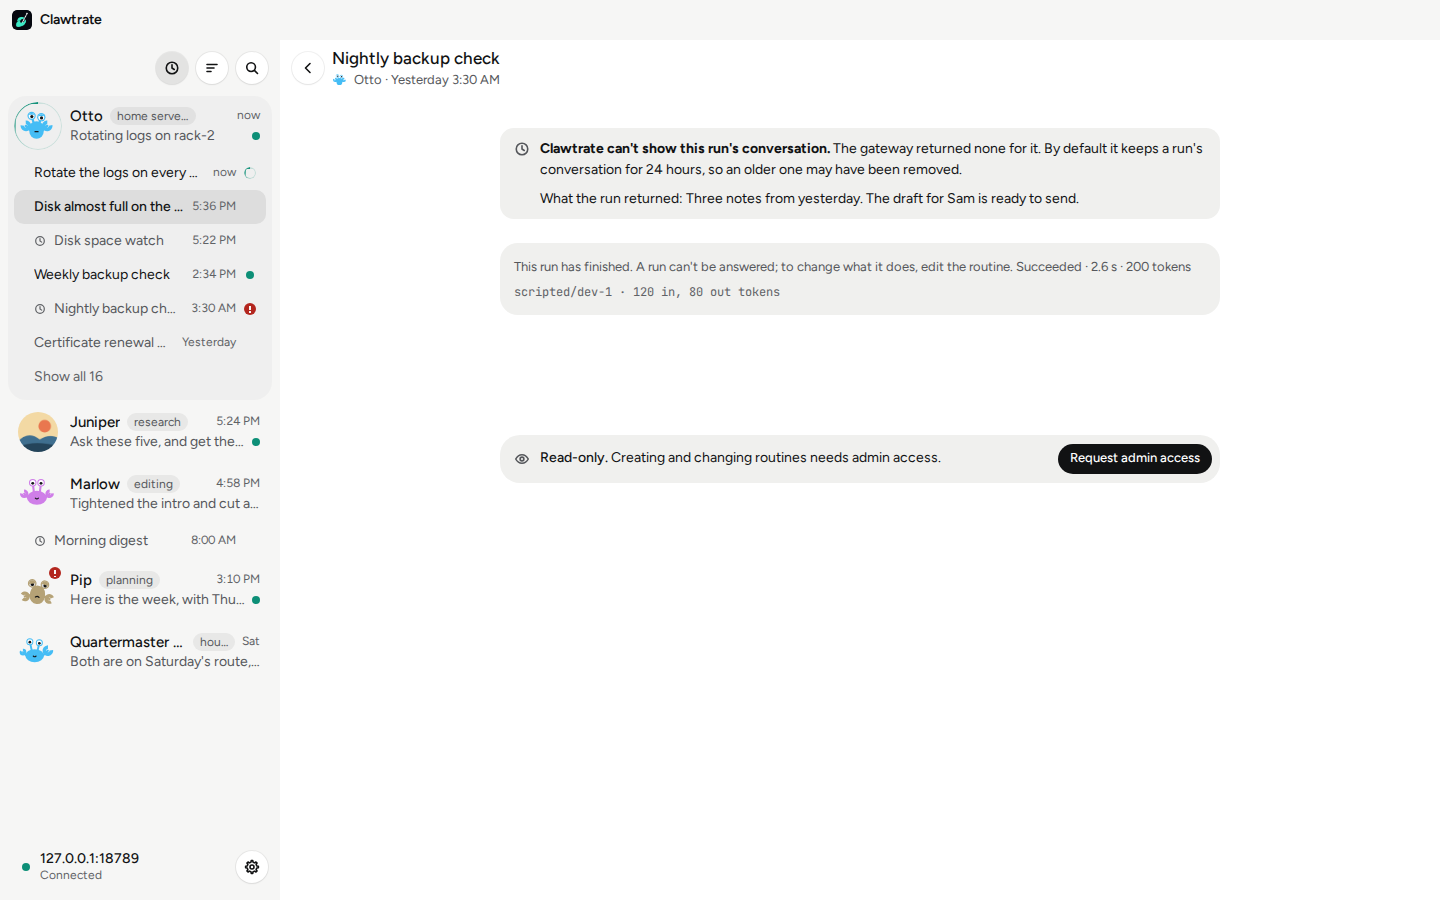 Clawtrate
Otto home serve... now
Rotating logs on rack-2
Rotate the logs on every ... now
Disk almost full on the ... 5:36 PM
Disk space watch 5:22 PM
Weekly backup check 2:34 PM
Nightly backup ch... 3:30 AM
Certificate renewal ... Yesterday
Show all 16
Juniper research 5:24 PM
Ask these five, and get the...
Marlow editing 4:58 PM
Tightened the intro and cut a...
Morning digest 8:00 AM
Pip planning 3:10 PM
Here is the week, with Thu...
Quartermaster ... hou... Sat
Both are on Saturday's route,...
127.0.0.1:18789
Connected
Nightly backup check
Otto · Yesterday 3:30 AM
Clawtrate can't show this run's conversation. The gateway returned none for it. By default it keeps a run's
conversation for 24 hours, so an older one may have been removed.
What the run returned: Three notes from yesterday. The draft for Sam is ready to send.
This run has finished. A run can't be answered; to change what it does, edit the routine. Succeeded · 2.6 s · 200 tokens
scripted/dev-1 · 120 in, 80 out tokens
Read-only. Creating and changing routines needs admin access.
Request admin access